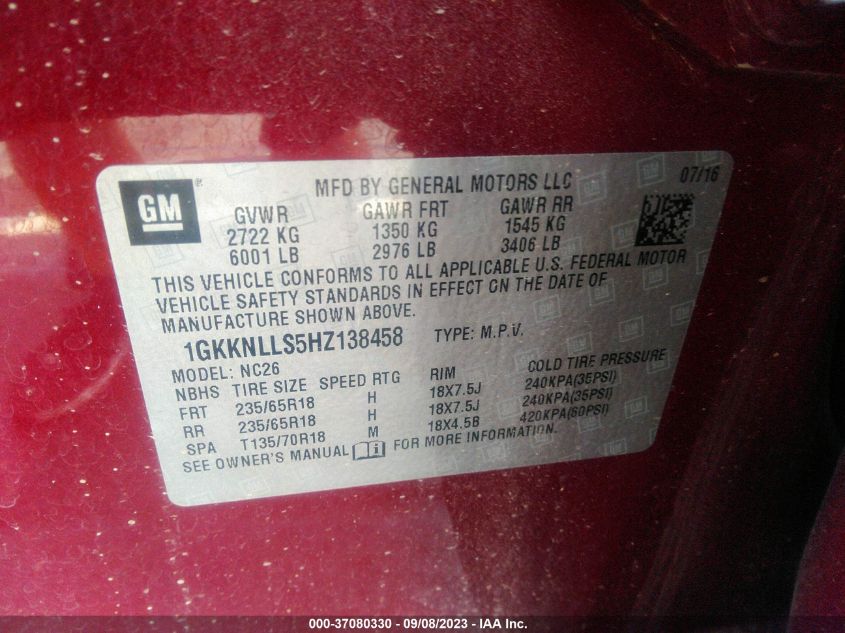 GM ® MFD BY GENERAL MOTORS LLC 07/16
GVWR GAWR FRT GAWR RR
2722 KG 1350 KG 1545 KG
6001 LB 2976 LB 3406 LB
THIS VEHICLE CONFORMS TO ALL APPLICABLE U.S. FEDERAL MOTOR
VEHICLE SAFETY STANDARDS IN EFFECT ON THE DATE OF
MANUFACTURE SHOWN ABOVE.
1GKKNLLS5HZ138458 TYPE: M.P.V.
MODEL: NC26
NBHS TIRE SIZE SPEED RTG RIM COLD TIRE PRESSURE
FRT 235/65R18 H 18X7.5J 240KPA(35PSI)
RR 235/65R18 H 18X7.5J 240KPA(35PSI)
SPA T135/70R18 M 18X4.5B 420KPA(60PSI)
SEE OWNER'S MANUAL FOR MORE INFORMATION.
000-37080330 - 09/08/2023 - IAA Inc.